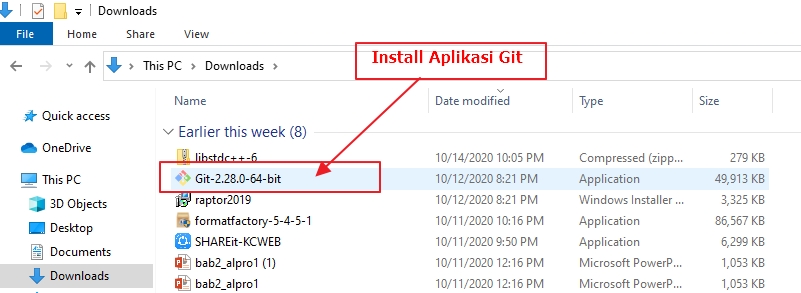 Downloads
File Home Share View
Install Aplikasi Git
This PC > Downloads >
Name Date modified Type Size
Quick access
OneDrive
This PC
3D Objects
Desktop
Documents
Downloads
Earlier this week (8)
libstdc++-6 10/14/2020 10:05 PM Compressed (zipp... 279 KB
Git-2.28.0-64-bit 10/12/2020 8:21 PM Application 49,913 KB
raptor2019 10/12/2020 8:21 PM Windows Installer ... 3,325 KB
formatfactory-5-4-5-1 10/11/2020 10:16 PM Application 86,567 KB
SHAREit-KCWEB 10/11/2020 9:50 PM Application 6,299 KB
bab2_alpro1 (1) 10/11/2020 12:16 PM Microsoft PowerP... 1,053 KB
bab2_alpro1 10/11/2020 12:16 PM Microsoft PowerP... 1,053 KB